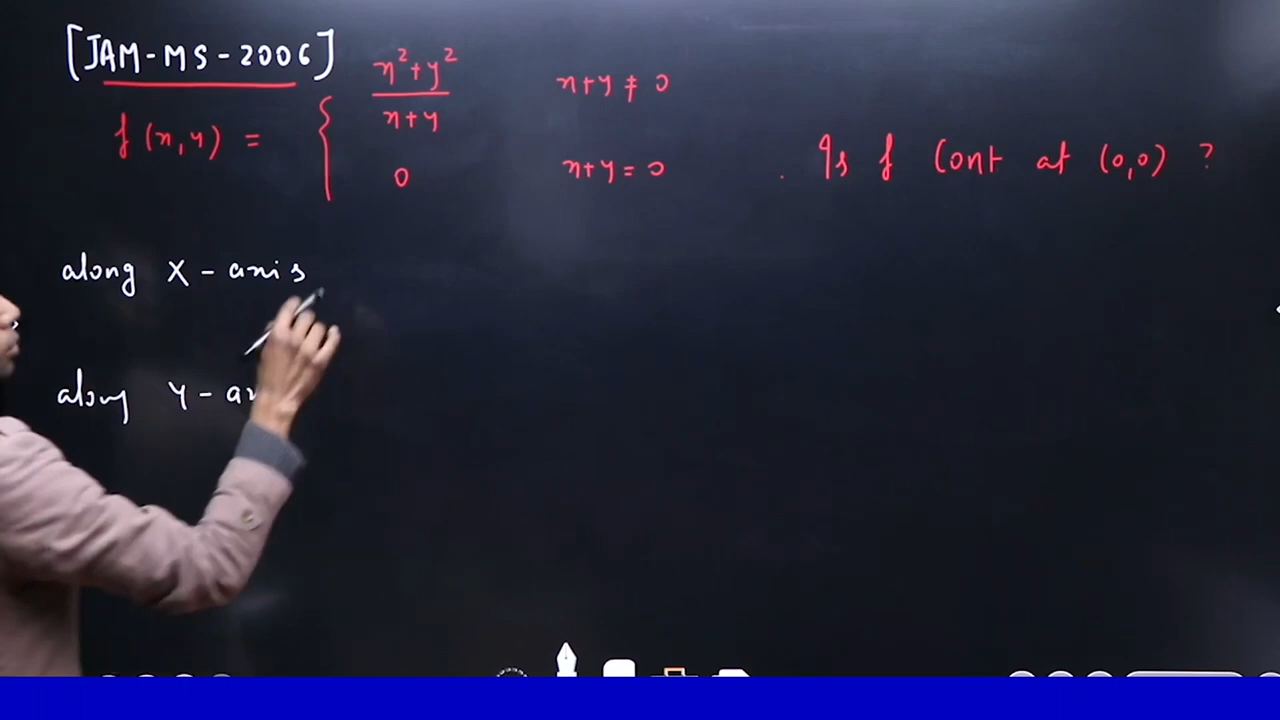 [JAM-MS-2006]
f(x,y) = { x²+y² / x+y x+y ≠ 0
0 x+y = 0 . Is f Cont at (0,0) ?
along X-axis
along Y-